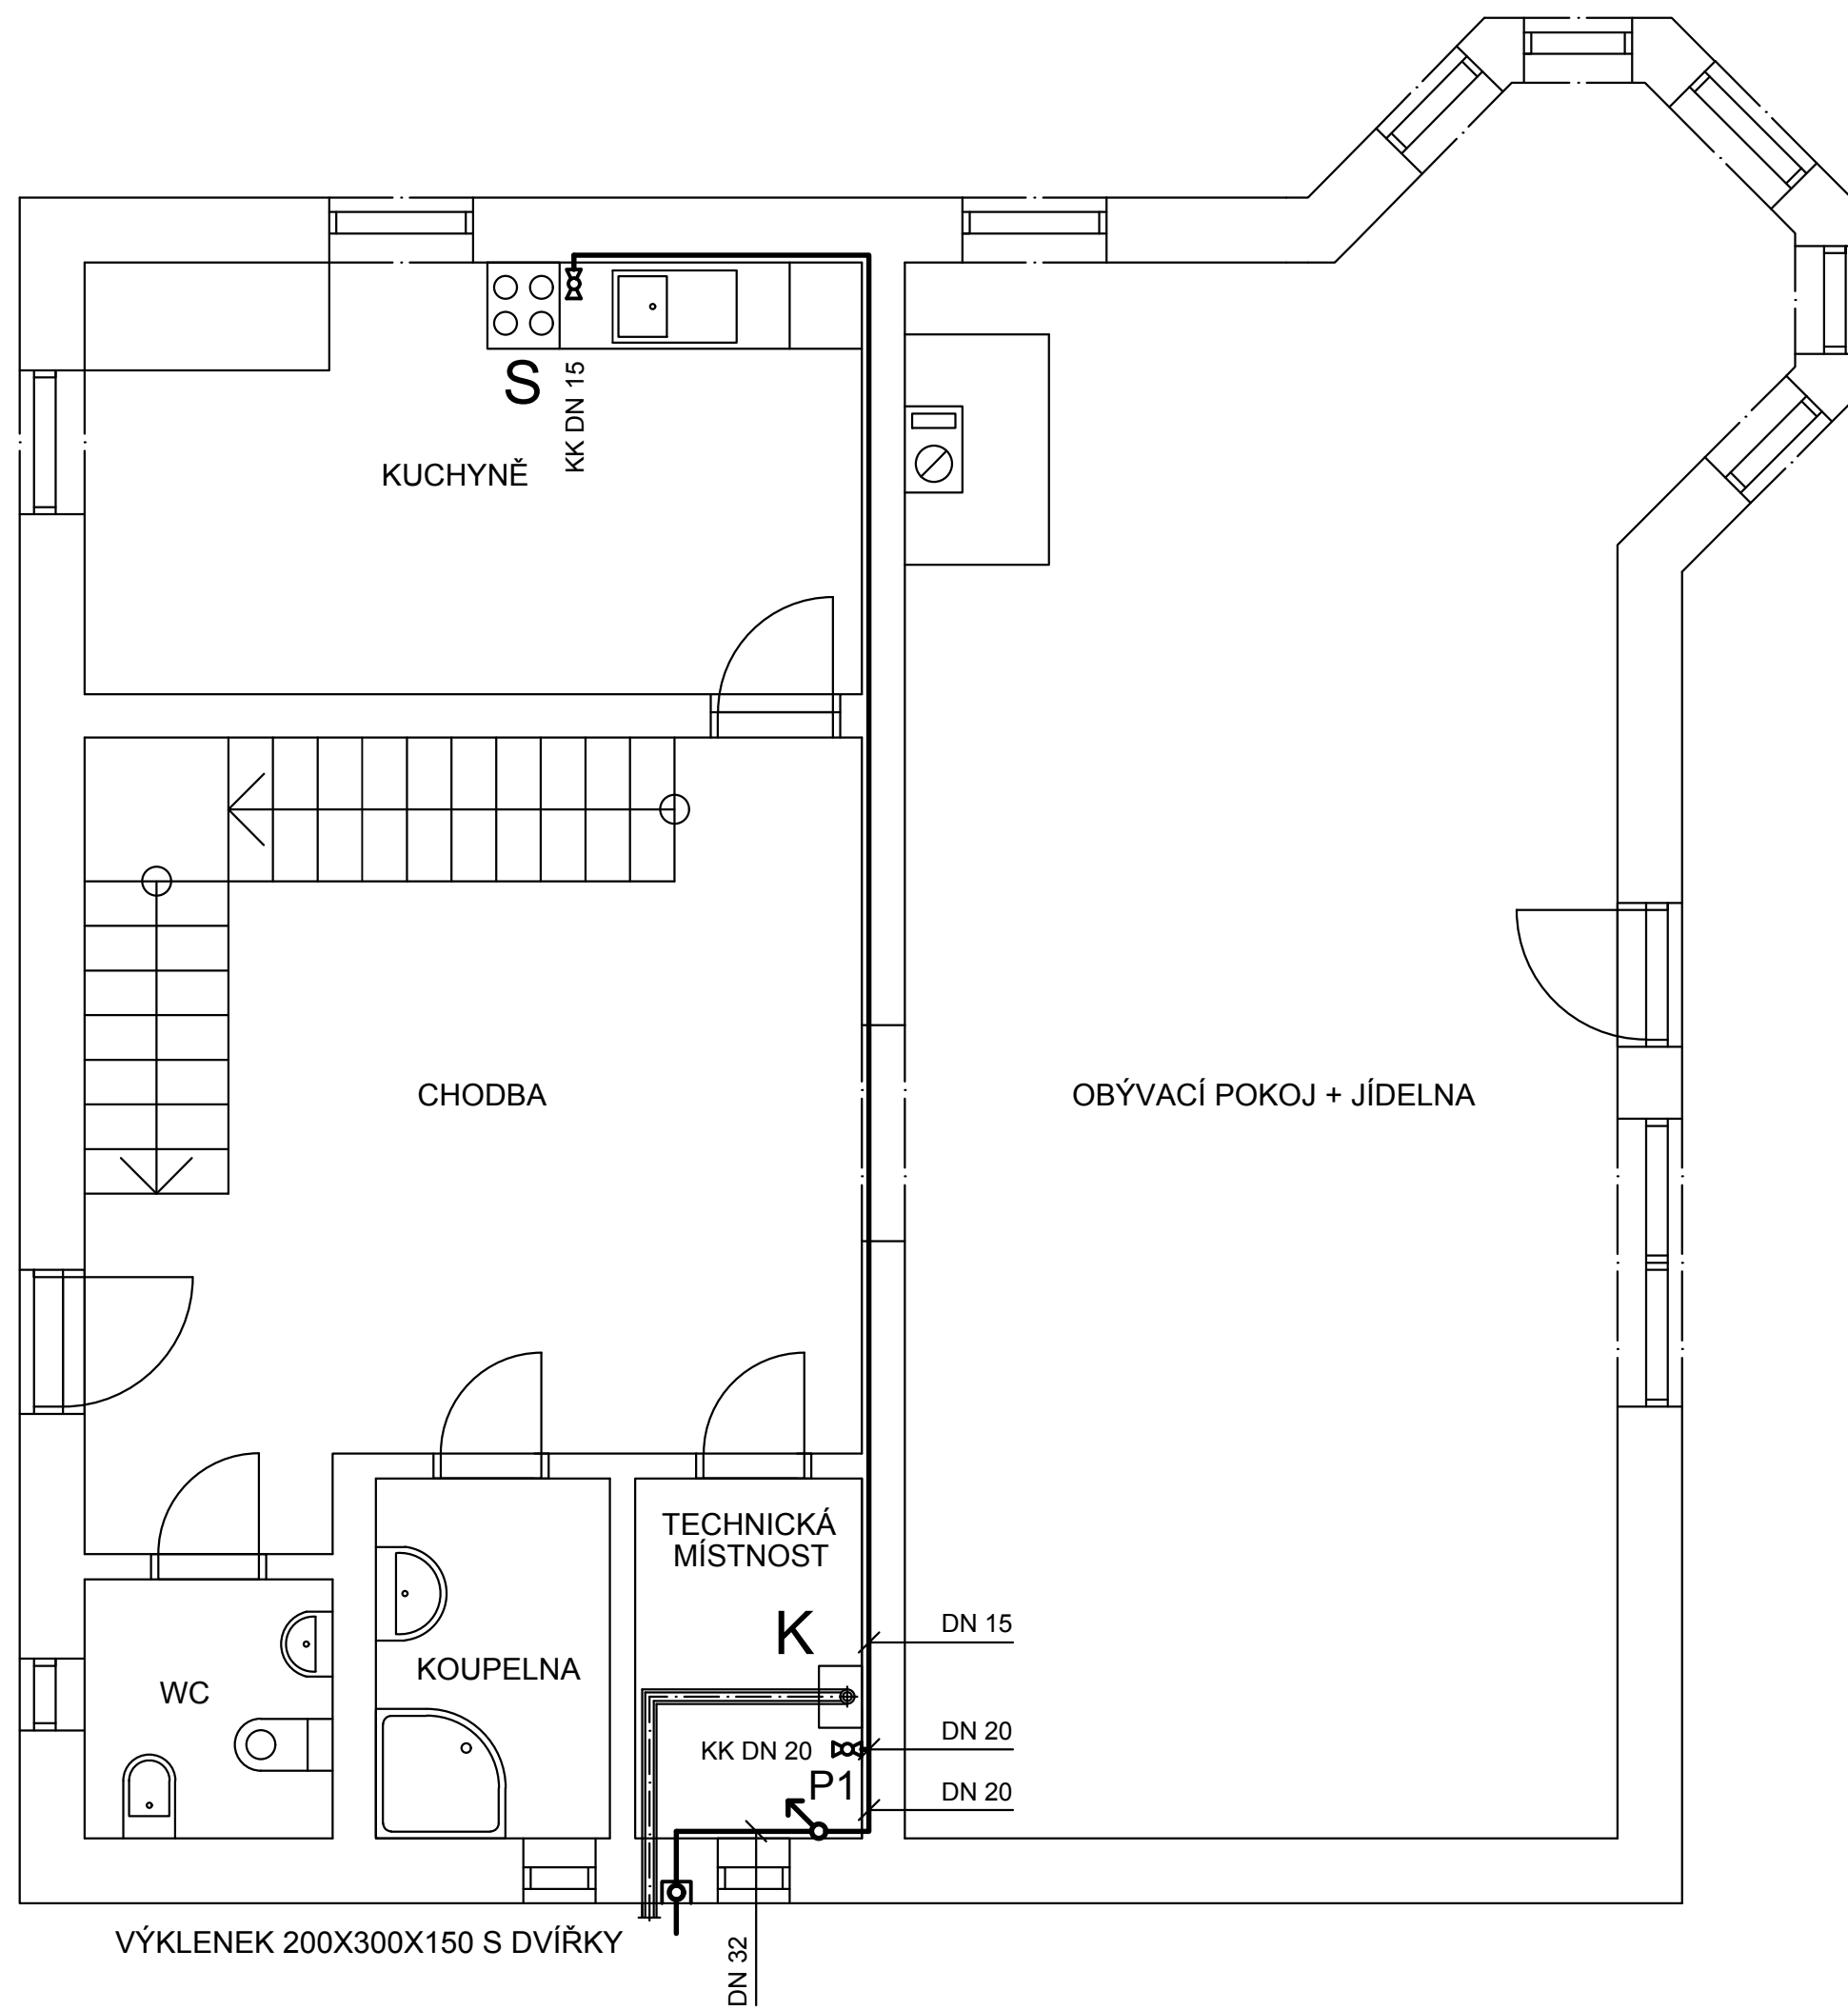 S
KK DN 15
KUCHYNĚ
CHODBA
OBÝVACÍ POKOJ + JÍDELNA
TECHNICKÁ
MÍSTNOST
K
DN 15
KOUPELNA
WC
DN 20
KK DN 20
P1
DN 20
VÝKLENEK 200X300X150 S DVÍŘKY
DN 32